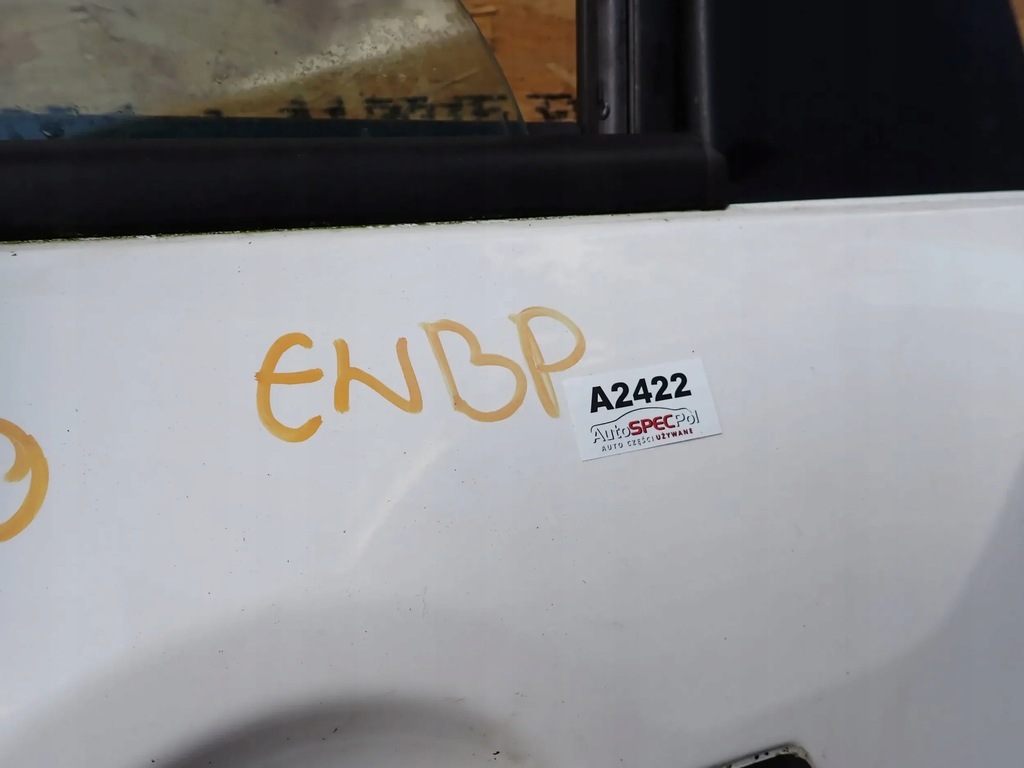 ENBP
A2422
AutoSPECPol
AUTO CZĘŚCI UŻYWANE